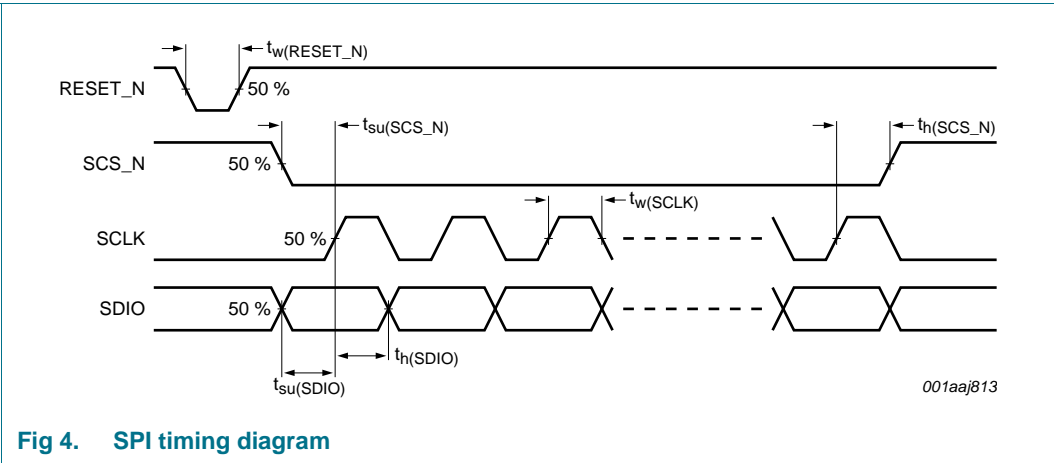 tw(RESET_N)
RESET_N
50 %
tsu(SCS_N)
th(SCS_N)
SCS_N
50 %
tw(SCLK)
SCLK
50 %
SDIO
50 %
th(SDIO)
tsu(SDIO)
001aaj813
Fig 4. SPI timing diagram